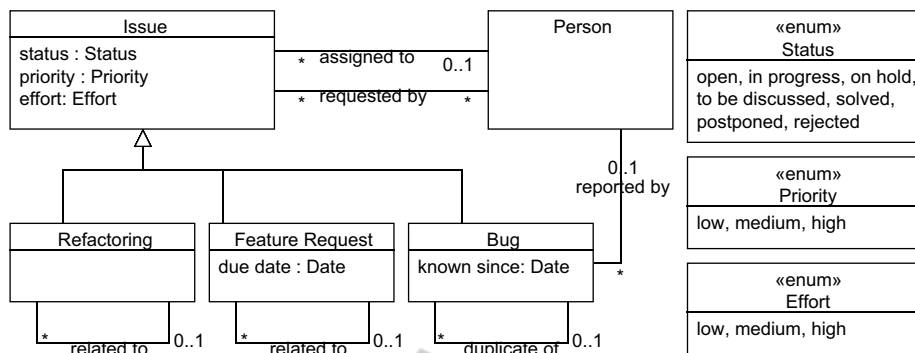 Issue
status : Status
priority : Priority
effort: Effort
Person
* assigned to 0..1
* requested by *
«enum»
Status
open, in progress, on hold,
to be discussed, solved,
postponed, rejected
0..1
reported by
*
«enum»
Priority
low, medium, high
Refactoring
Feature Request
due date : Date
Bug
known since: Date
«enum»
Effort
low, medium, high
* related to 0..1
* related to 0..1
* duplicate of 0..1